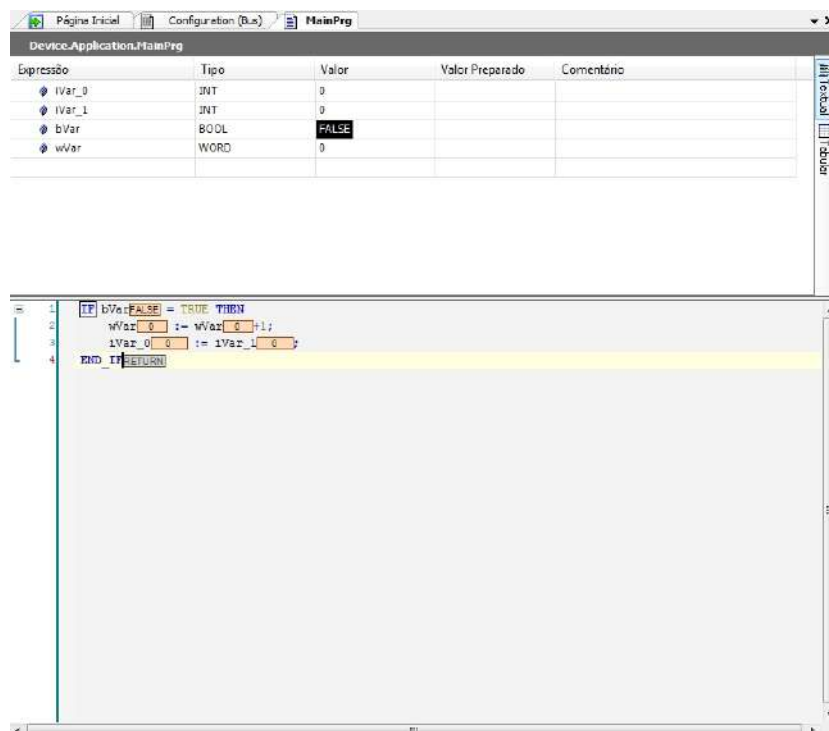 Página Inicial Configuration (Bus) MainPrg
Device.Application.MainPrg
Expressão Tipo Valor Valor Preparado Comentário
iVar_0 INT 0
iVar_1 INT 0
bVar BOOL FALSE
wVar WORD 0
Textual
Tabular
1 IF bVar FALSE = TRUE THEN
2 wVar 0 := wVar 0 +1;
3 iVar_0 0 := iVar_1 0 ;
4 END_IF RETURN